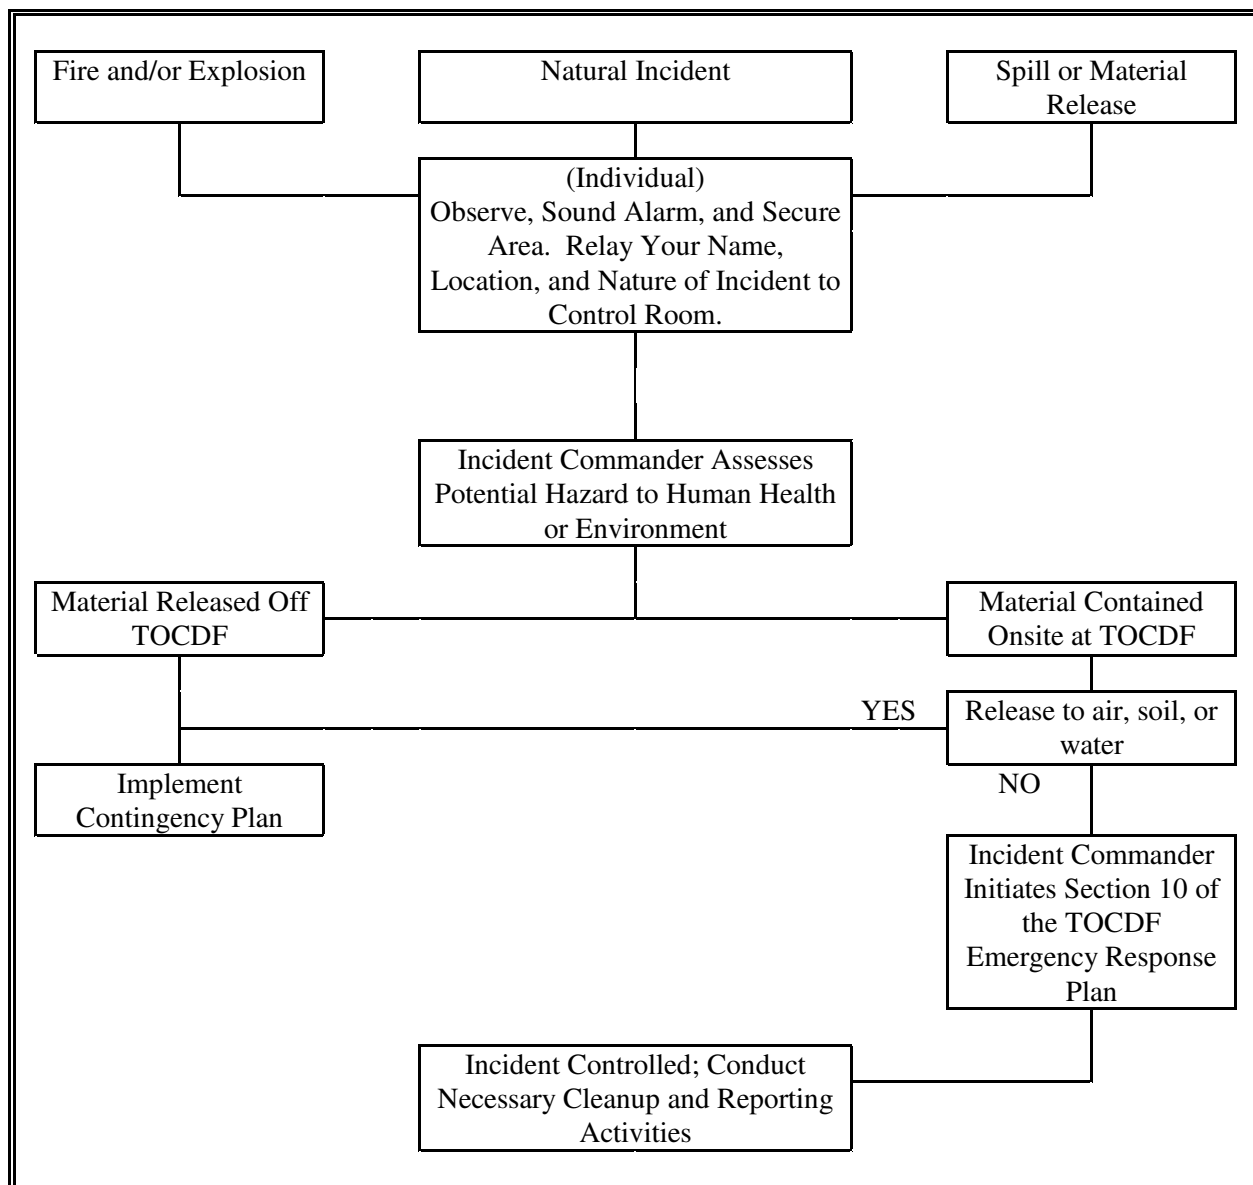 Fire and/or Explosion
Natural Incident
Spill or Material
Release
(Individual)
Observe, Sound Alarm, and Secure
Area.  Relay Your Name,
Location, and Nature of Incident to
Control Room.
Incident Commander Assesses
Potential Hazard to Human Health
or Environment
Material Released Off
TOCDF
Material Contained
Onsite at TOCDF
YES
Release to air, soil, or
water
NO
Implement
Contingency Plan
Incident Commander
Initiates Section 10 of
the TOCDF
Emergency Response
Plan
Incident Controlled; Conduct
Necessary Cleanup and Reporting
Activities